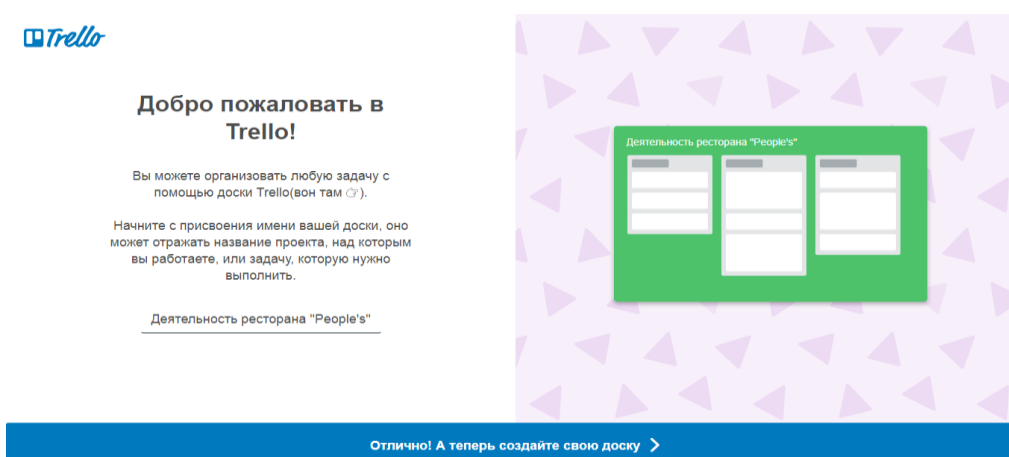 Trello
Добро пожаловать в
Trello!
Вы можете организовать любую задачу с
помощью доски Trello(вон там 👉).
Начните с присвоения имени вашей доски, оно
может отражать название проекта, над которым
вы работаете, или задачу, которую нужно
выполнить.
Деятельность ресторана "People's"
Деятельность ресторана "People's"
Отлично! А теперь создайте свою доску